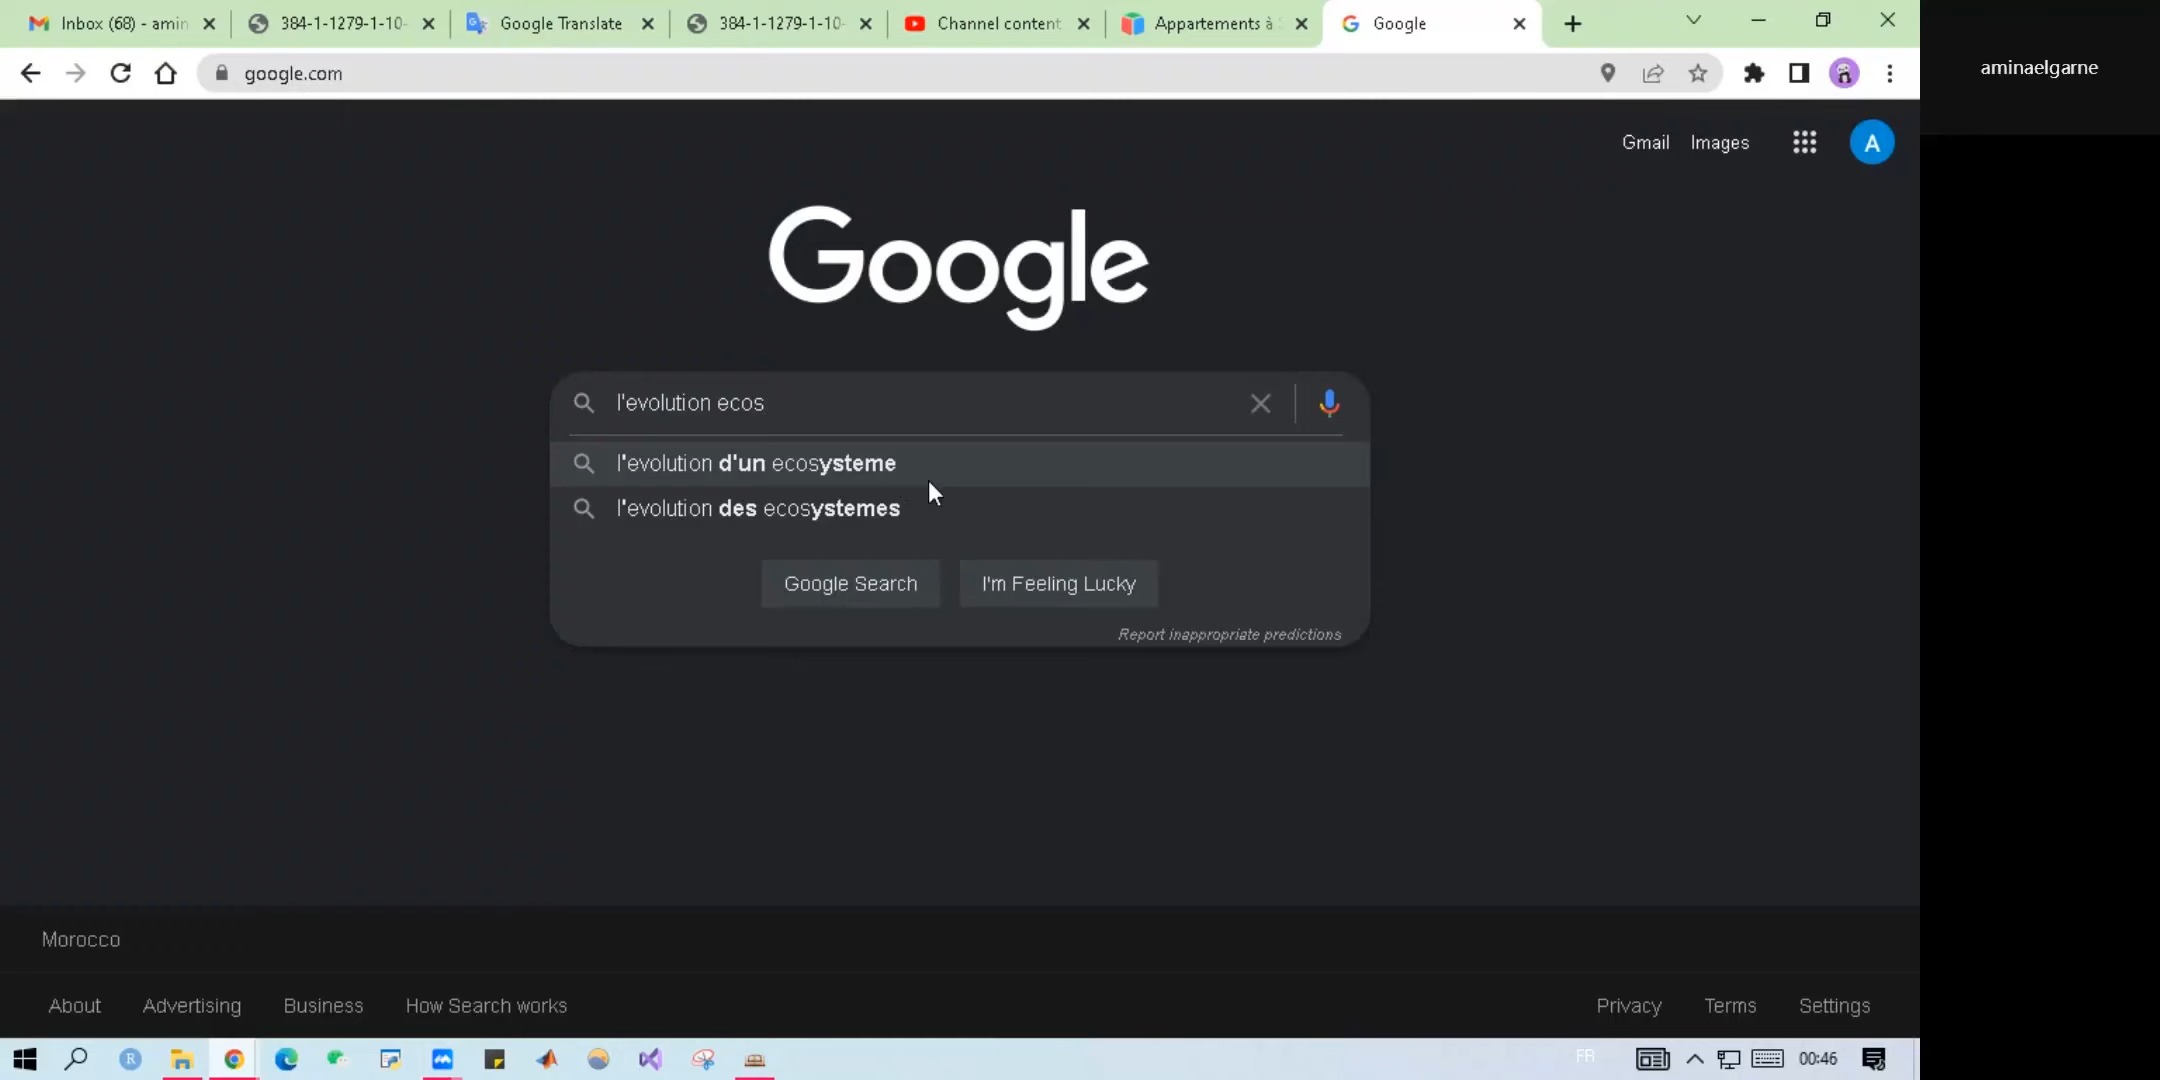 Inbox (68) - amin
384-1-1279-1-10-
Google Translate
384-1-1279-1-10-
Channel content
Appartements à
Google
google.com
aminaelgarne
Gmail
Images
A
Google
l'evolution ecos
l'evolution d'un ecosysteme
l'evolution des ecosystemes
Google Search
I'm Feeling Lucky
Report inappropriate predictions
Morocco
About
Advertising
Business
How Search works
Privacy
Terms
Settings
R
FR
00:46